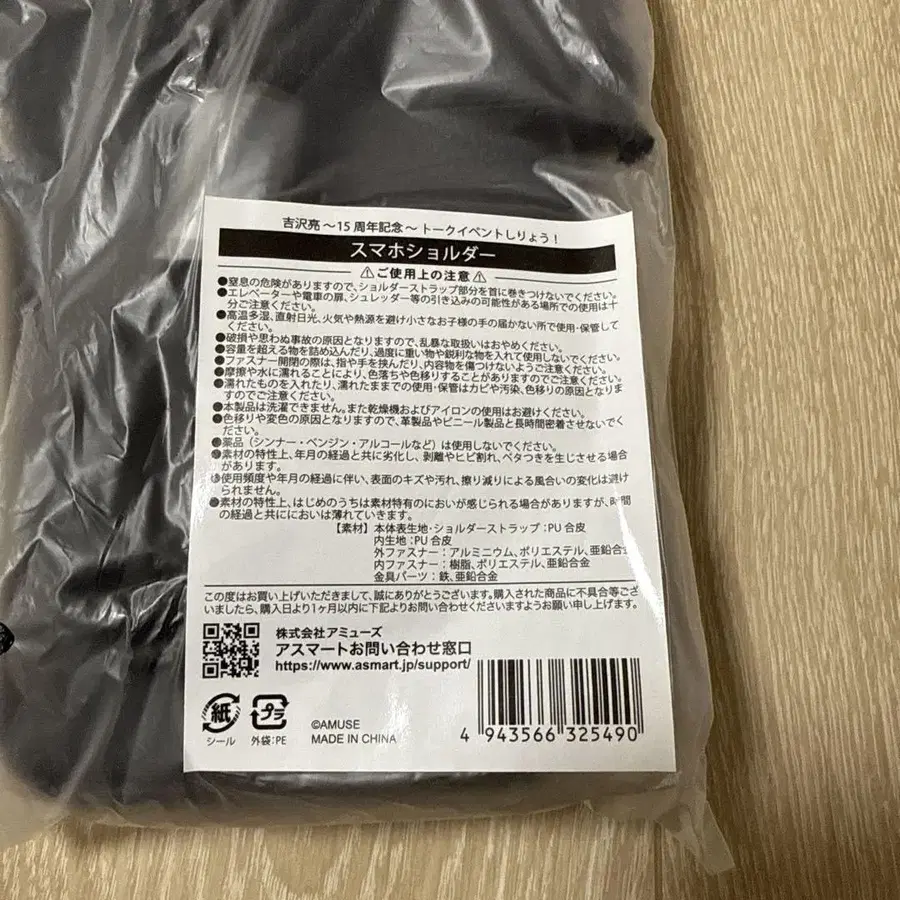 吉沢亮 ～15周年記念～ トークイベントしりょう！
スマホショルダー
⚠ご使用上の注意⚠
●窒息の危険がありますので、ショルダーストラップ部分を首に巻きつけないでください。
●エレベーターや電車の扉、シュレッダー等の引き込みの可能性がある場所での使用は十
分ご注意ください。
●高温多湿、直射日光、火気や熱源を避け小さなお子様の手の届かない所で使用・保管して
ください。
●破損や思わぬ事故の原因となりますので、乱暴な取扱いはおやめください。
●容量を超える物を詰め込んだり、過度に重い物や鋭利な物を入れて使用しないでください。
●ファスナー開閉の際は、指や手を挟んだり、内容物を傷つけないようご注意ください。
●摩擦や水に濡れることにより、色落ちや色移りすることがありますのでご注意ください。
●濡れたものを入れたり、濡れたままでの使用・保管はカビや汚染、色移りの原因となりま
すのでご注意ください。
●本製品は洗濯できません。また乾燥機およびアイロンの使用はお避けください。
●色移りや変色の原因となりますので、革製品やビニール製品と長時間密着させないでく
ださい。
●薬品（シンナー・ベンジン・アルコールなど）は使用しないでください。
●素材の特性上、年月の経過と共に劣化し、剥離やヒビ割れ、ベタつきを生じさせる場合
があります。
●使用頻度や年月の経過に伴い、表面のキズや汚れ、擦り減りによる風合いの変化は避け
られません。
●素材の特性上、はじめのうちは素材特有のにおいが感じられる場合がありますが、時間
の経過と共ににおいは薄れていきます。
【素材】本体表生地・ショルダーストラップ：PU合皮
内生地：PU合皮
外ファスナー：アルミニウム、ポリエステル、亜鉛合金
内ファスナー：樹脂、ポリエステル、亜鉛合金
金具パーツ：鉄、亜鉛合金
この度はお買い上げいただきまして、誠にありがとうございます。購入された商品に不具合等ござ
いましたら、購入日より1ヶ月以内に下記よりお問い合わせくださいますようお願い申し上げます。
株式会社アミューズ
アスマートお問い合わせ窓口
https://www.asmart.jp/support/
紙
シール
プラ
外袋:PE
©AMUSE
MADE IN CHINA
4 943566 325490